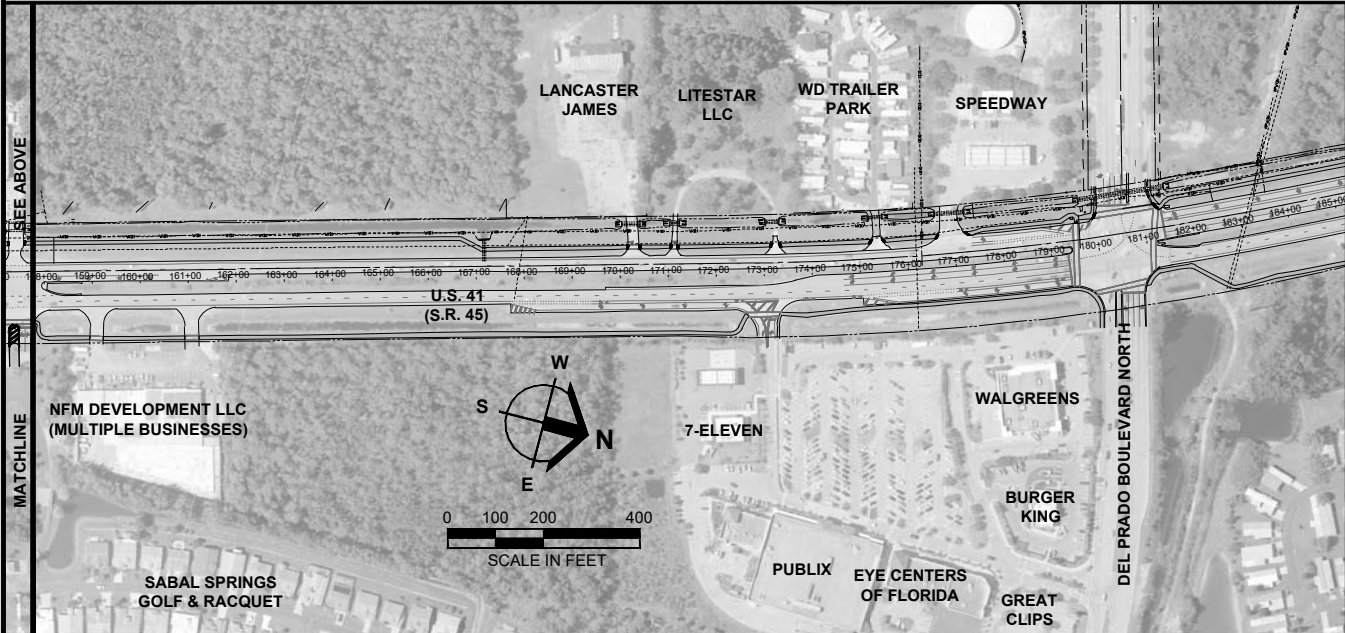 SEE ABOVE
MATCHLINE
LANCASTER
JAMES
LITESTAR
LLC
WD TRAILER
PARK
SPEEDWAY
158+00 159+00 160+00 161+00 162+00 163+00 164+00 165+00 166+00 167+00 168+00 169+00 170+00 171+00 172+00 173+00 174+00 175+00 176+00 177+00 178+00 179+00 180+00 181+00 182+00 183+00 184+00 185+00
U.S. 41
(S.R. 45)
NFM DEVELOPMENT LLC
(MULTIPLE BUSINESSES)
W
S
N
E
0 100 200 400
SCALE IN FEET
7-ELEVEN
WALGREENS
BURGER
KING
DEL PRADO BOULEVARD NORTH
SABAL SPRINGS
GOLF & RACQUET
PUBLIX
EYE CENTERS
OF FLORIDA
GREAT
CLIPS